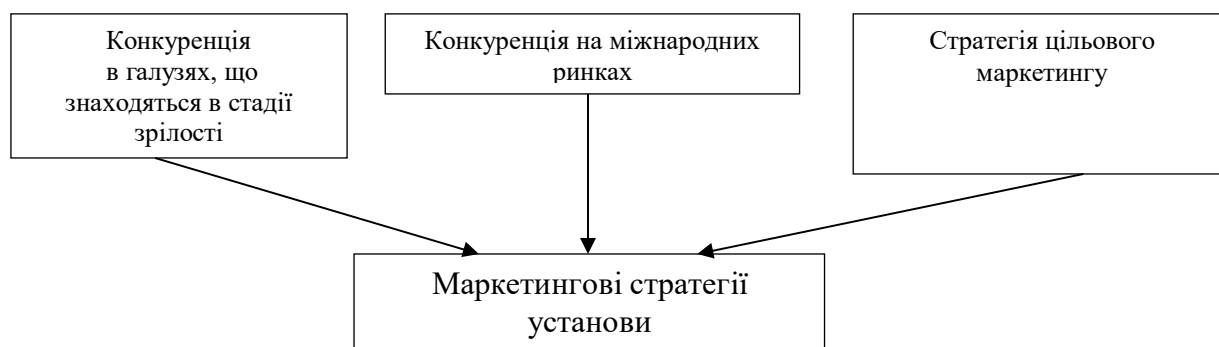 Конкуренція
в галузях, що
знаходяться в стадії
зрілості
Конкуренція на міжнародних
ринках
Стратегія цільового
маркетингу
Маркетингові стратегії
установи